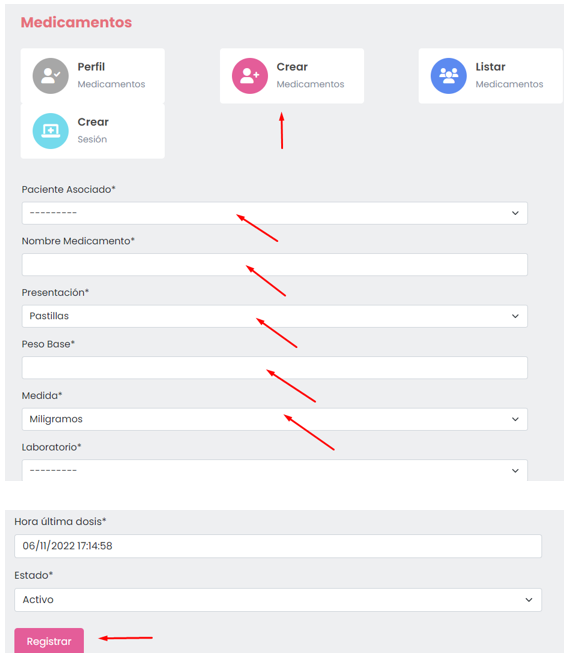 Medicamentos
Perfil
Medicamentos
Crear
Medicamentos
Listar
Medicamentos
Crear
Sesión
Paciente Asociado*
---------
Nombre Medicamento*
Presentación*
Pastillas
Peso Base*
Medida*
Miligramos
Laboratorio*
---------
Hora última dosis*
06/11/2022 17:14:58
Estado*
Activo
Registrar